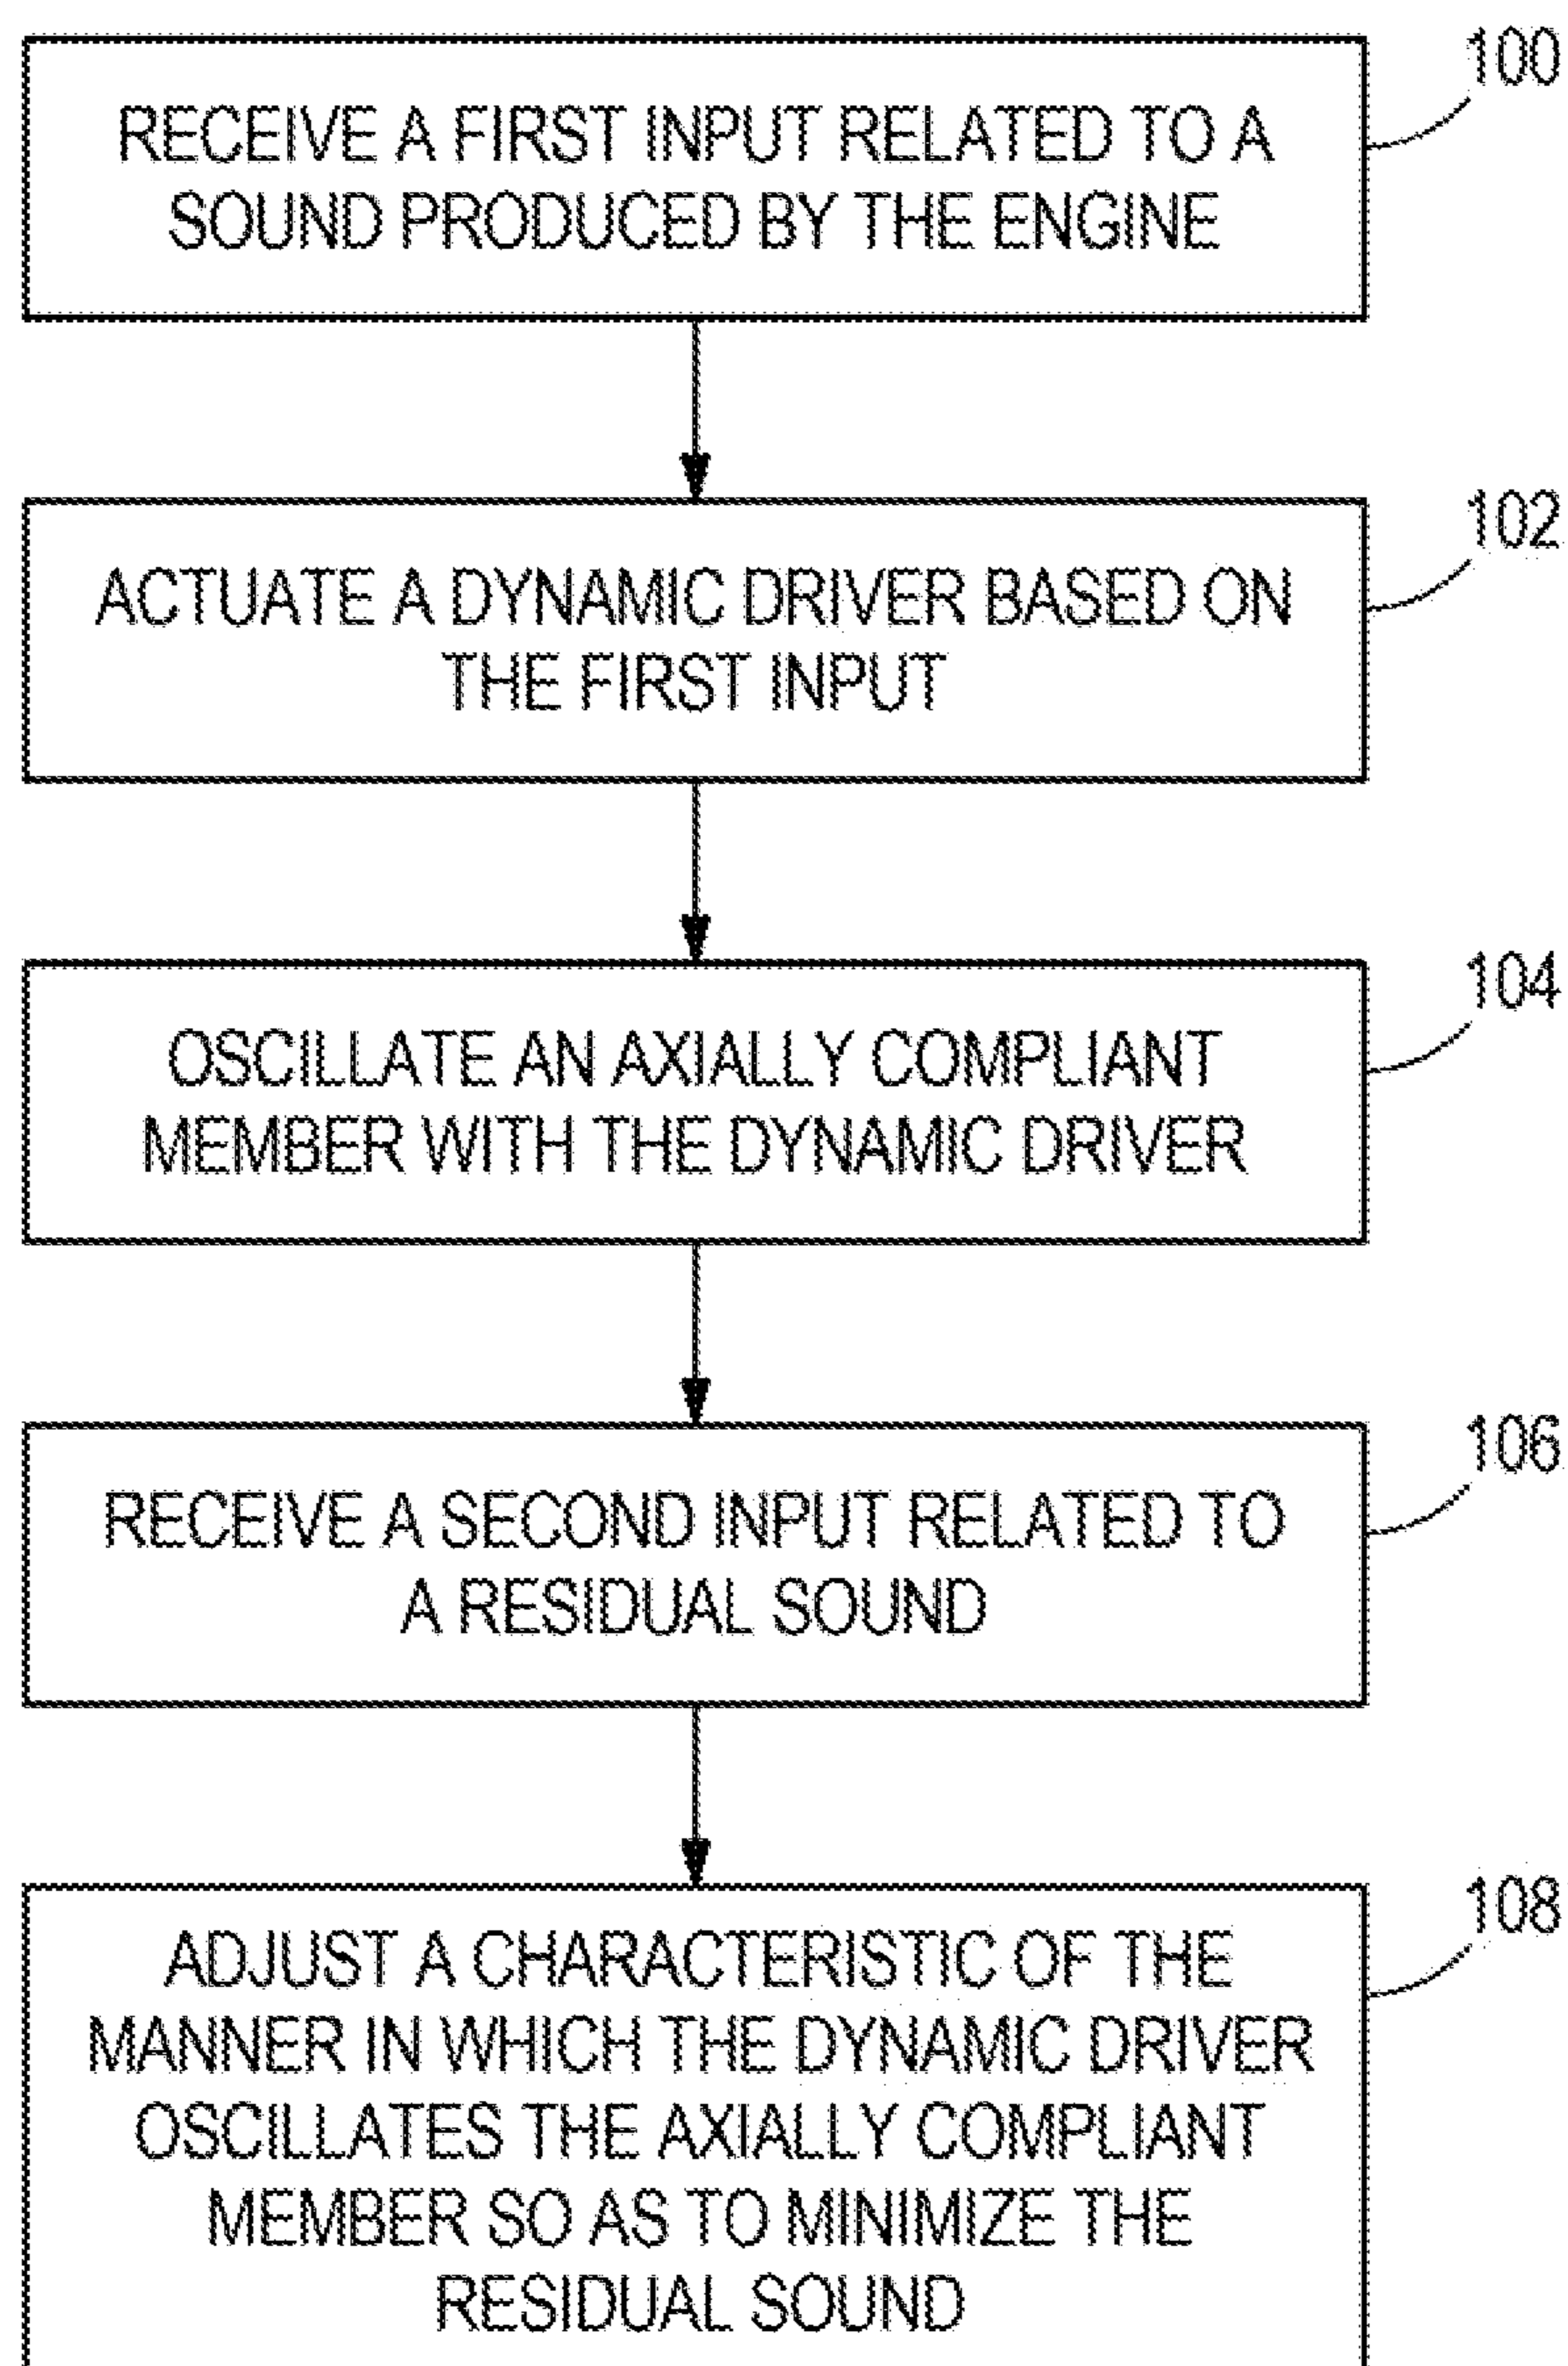 100
RECEIVE A FIRST INPUT RELATED TO A
SOUND PRODUCED BY THE ENGINE
102
ACTUATE A DYNAMIC DRIVER BASED ON
THE FIRST INPUT
104
OSCILLATE AN AXIALLY COMPLIANT
MEMBER WITH THE DYNAMIC DRIVER
106
RECEIVE A SECOND INPUT RELATED TO
A RESIDUAL SOUND
108
ADJUST A CHARACTERISTIC OF THE
MANNER IN WHICH THE DYNAMIC DRIVER
OSCILLATES THE AXIALLY COMPLIANT
MEMBER SO AS TO MINIMIZE THE
RESIDUAL SOUND